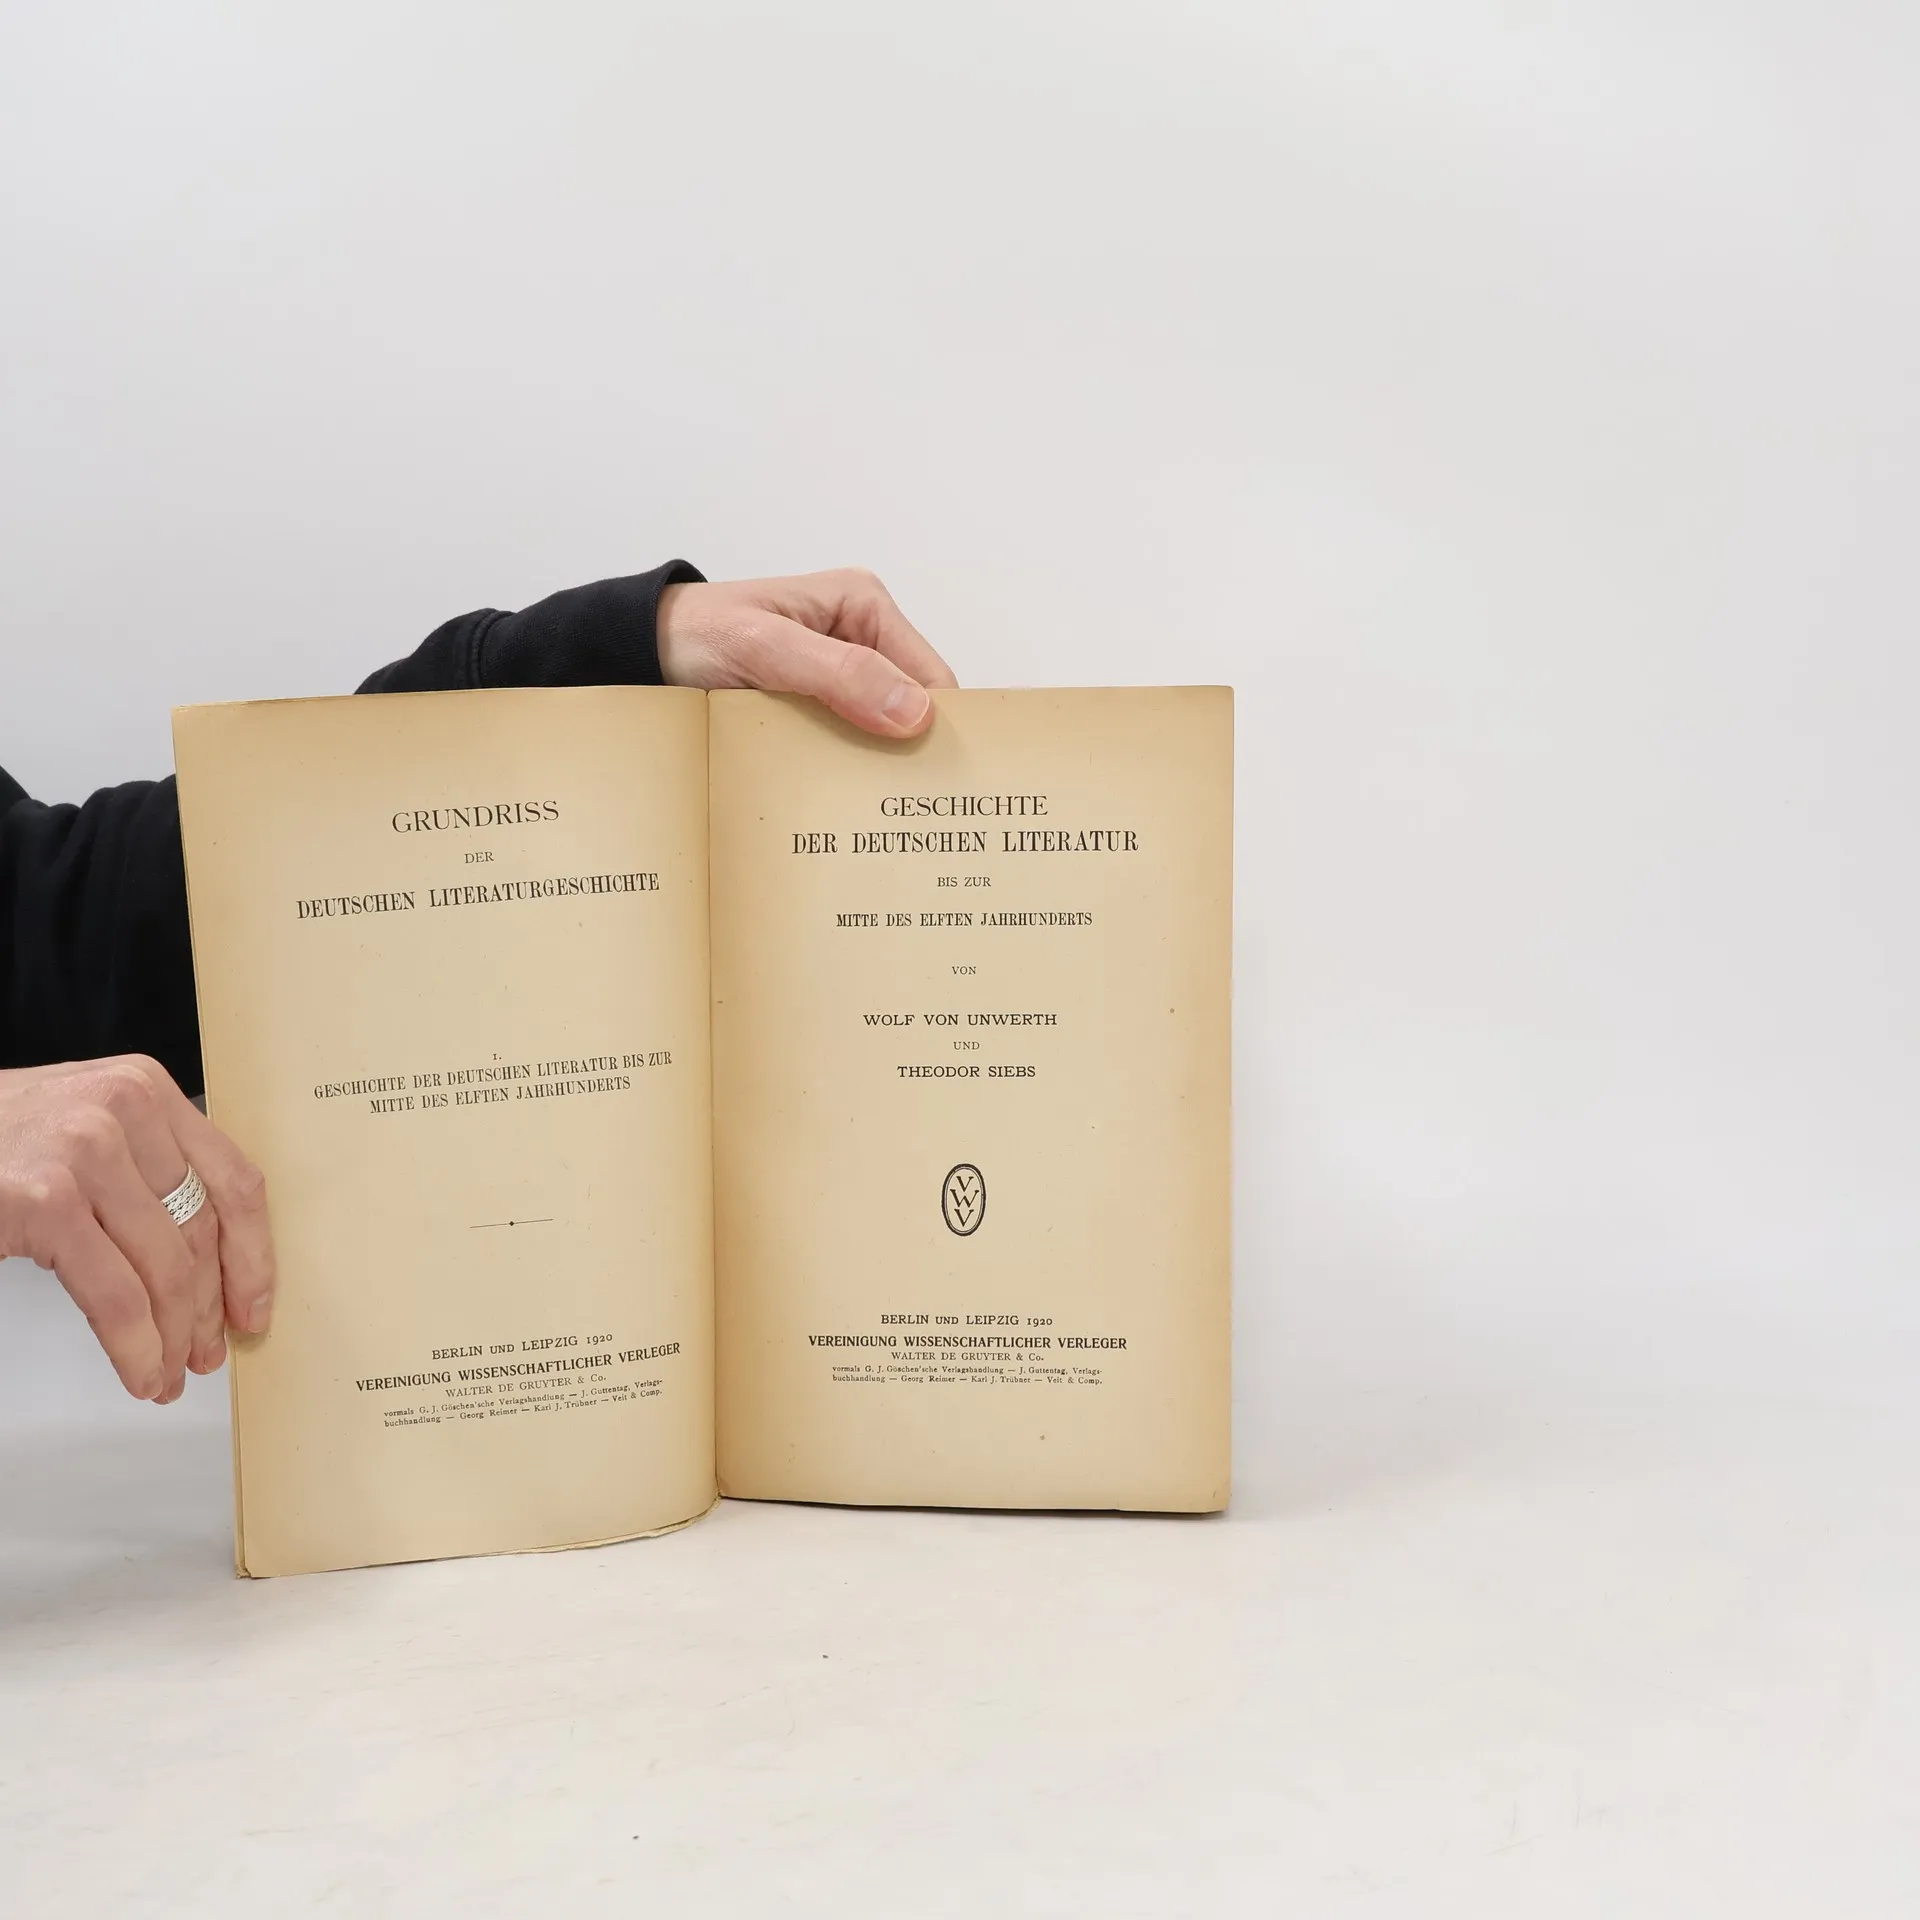 GRUNDRISS
DER
DEUTSCHEN LITERATURGESCHICHTE
I.
GESCHICHTE DER DEUTSCHEN LITERATUR BIS ZUR
MITTE DES ELFTEN JAHRHUNDERTS
BERLIN UND LEIPZIG 1920
VEREINIGUNG WISSENSCHAFTLICHER VERLEGER
WALTER DE GRUYTER & Co.
vormals G. J. Göschen'sche Verlagshandlung — J. Guttentag, Verlags-
buchhandlung — Georg Reimer — Karl J. Trübner — Veit & Comp.
GESCHICHTE
DER DEUTSCHEN LITERATUR
BIS ZUR
MITTE DES ELFTEN JAHRHUNDERTS
VON
WOLF VON UNWERTH
UND
THEODOR SIEBS
V
W
V
BERLIN UND LEIPZIG 1920
VEREINIGUNG WISSENSCHAFTLICHER VERLEGER
WALTER DE GRUYTER & Co.
vormals G. J. Göschen'sche Verlagshandlung — J. Guttentag, Verlags-
buchhandlung — Georg Reimer — Karl J. Trübner — Veit & Comp.